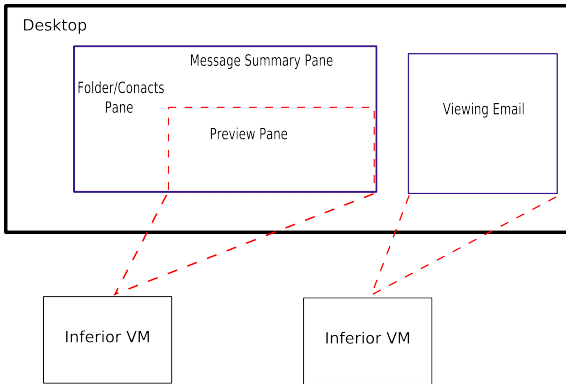 Desktop
Message Summary Pane
Folder/Conacts
Pane
Preview Pane
Viewing Email
Inferior VM
Inferior VM